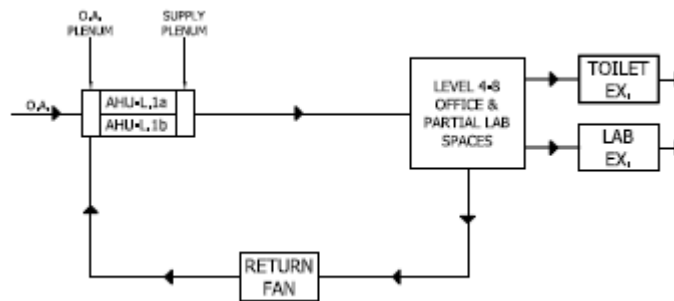 O.A.
PLENUM
SUPPLY
PLENUM
O.A.
AHU-L.1a
AHU-L.1b
LEVEL 4-8
OFFICE &
PARTIAL LAB
SPACES
TOILET
EX.
LAB
EX.
RETURN
FAN